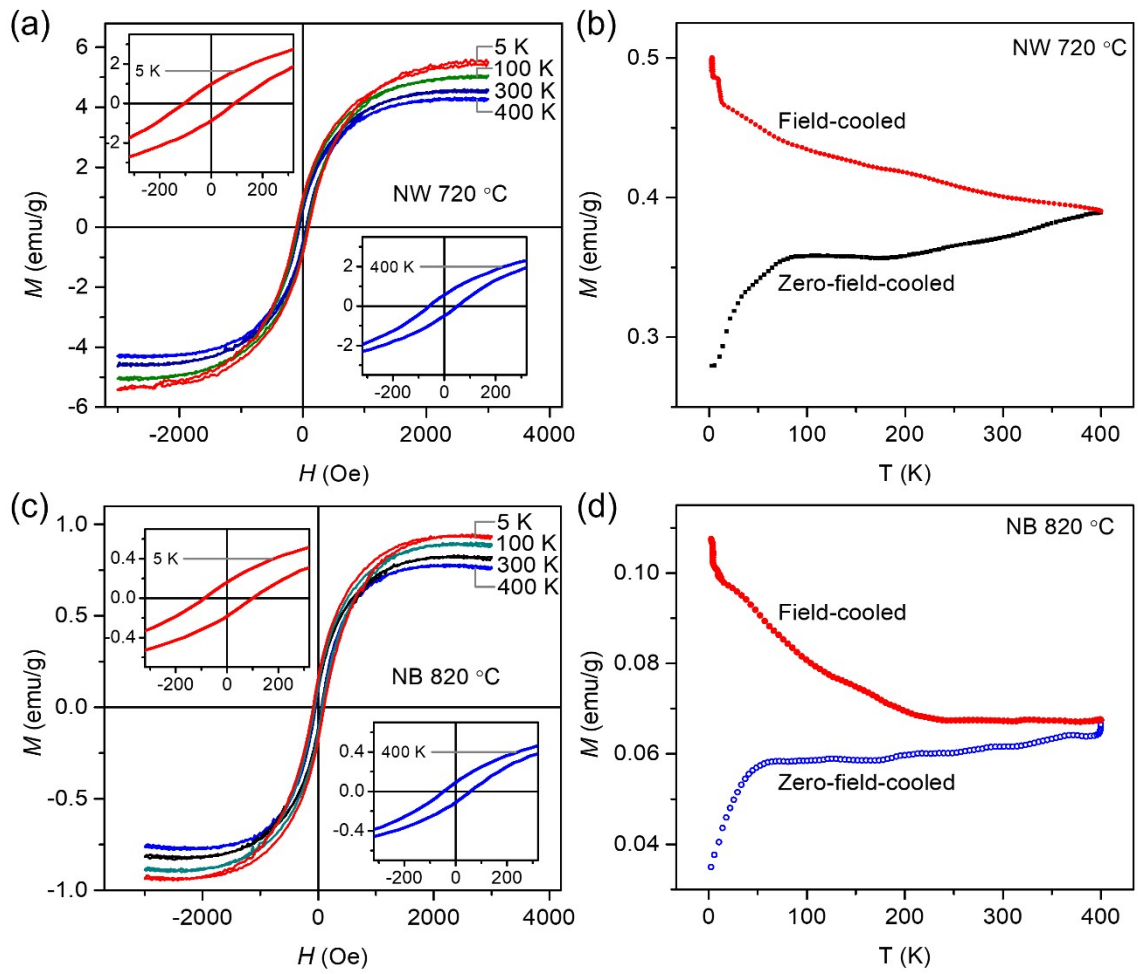 (a)
6
4
2
0
-2
-4
-6
M (emu/g)
-2000
0
2000
4000
H (Oe)
5 K
100 K
300 K
400 K
NW 720 °C
2
0
-2
5 K
-200
0
200
2
0
-2
400 K
-200
0
200
(b)
0.5
0.4
0.3
M (emu/g)
NW 720 °C
Field-cooled
Zero-field-cooled
0
100
200
300
400
T (K)
(c)
1.0
0.5
0.0
-0.5
-1.0
M (emu/g)
-2000
0
2000
4000
H (Oe)
5 K
100 K
300 K
400 K
NB 820 °C
0.4
0.0
-0.4
5 K
-200
0
200
0.4
0.0
-0.4
400 K
-200
0
200
(d)
0.10
0.08
0.06
0.04
M (emu/g)
NB 820 °C
Field-cooled
Zero-field-cooled
0
100
200
300
400
T (K)